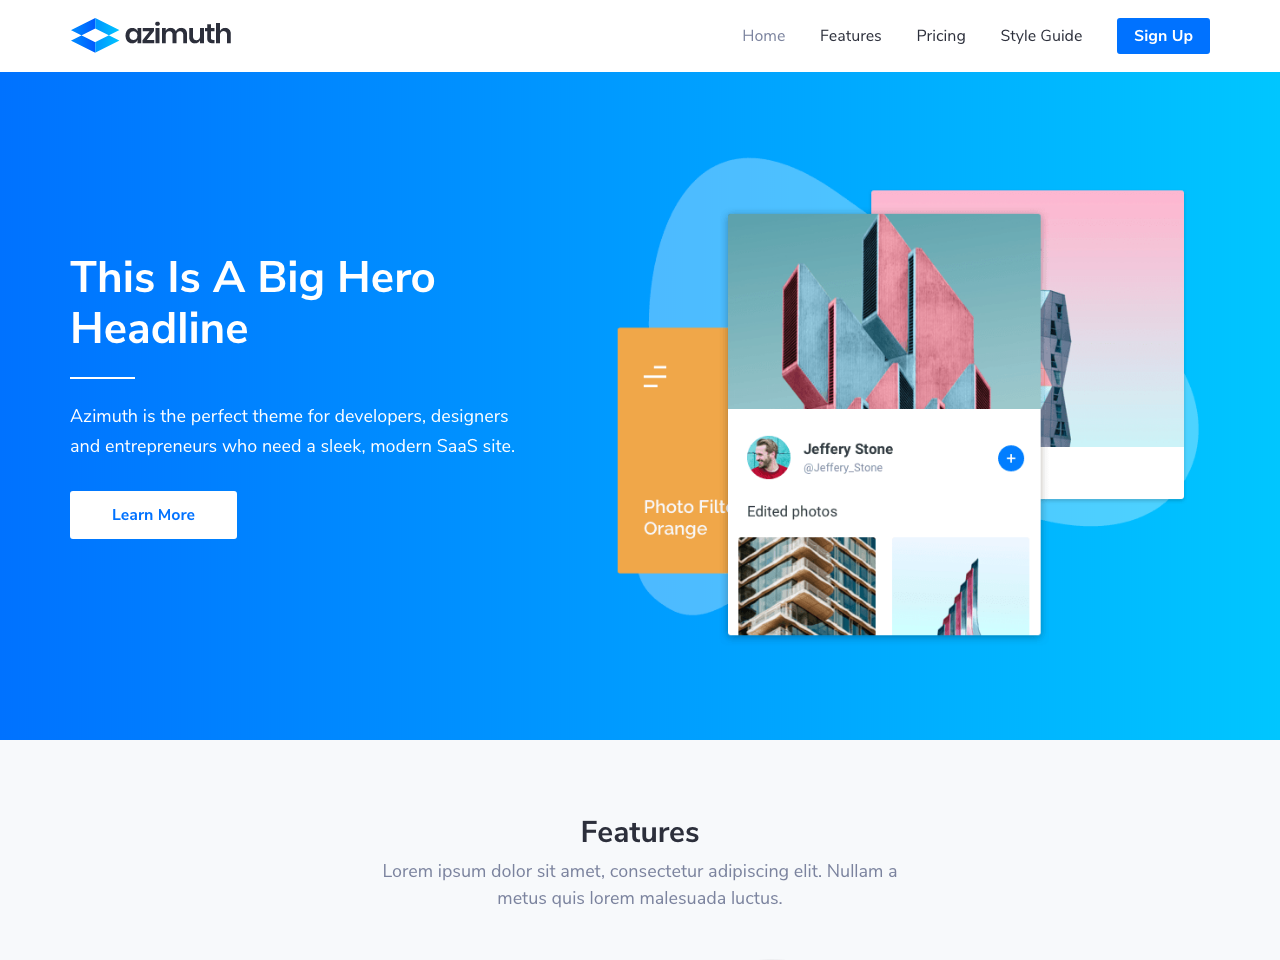 azimuth
Home
Features
Pricing
Style Guide
Sign Up
This Is A Big Hero
Headline
Azimuth is the perfect theme for developers, designers
and entrepreneurs who need a sleek, modern SaaS site.
Learn More
Photo
Orange
Jeffery Stone
@Jeffery_Stone
Edited photos
Features
Lorem ipsum dolor sit amet, consectetur adipiscing elit. Nullam a
metus quis lorem malesuada luctus.